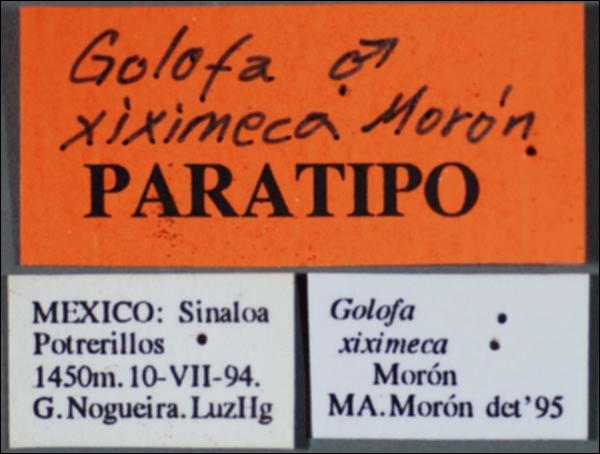 Golofa ♂
xiximeca Morón
PARATIPO
MEXICO: Sinaloa
Potrerillos
1450m. 10-VII-94.
G. Nogueira. LuzHg
Golofa
xiximeca
Morón
MA. Morón det'95